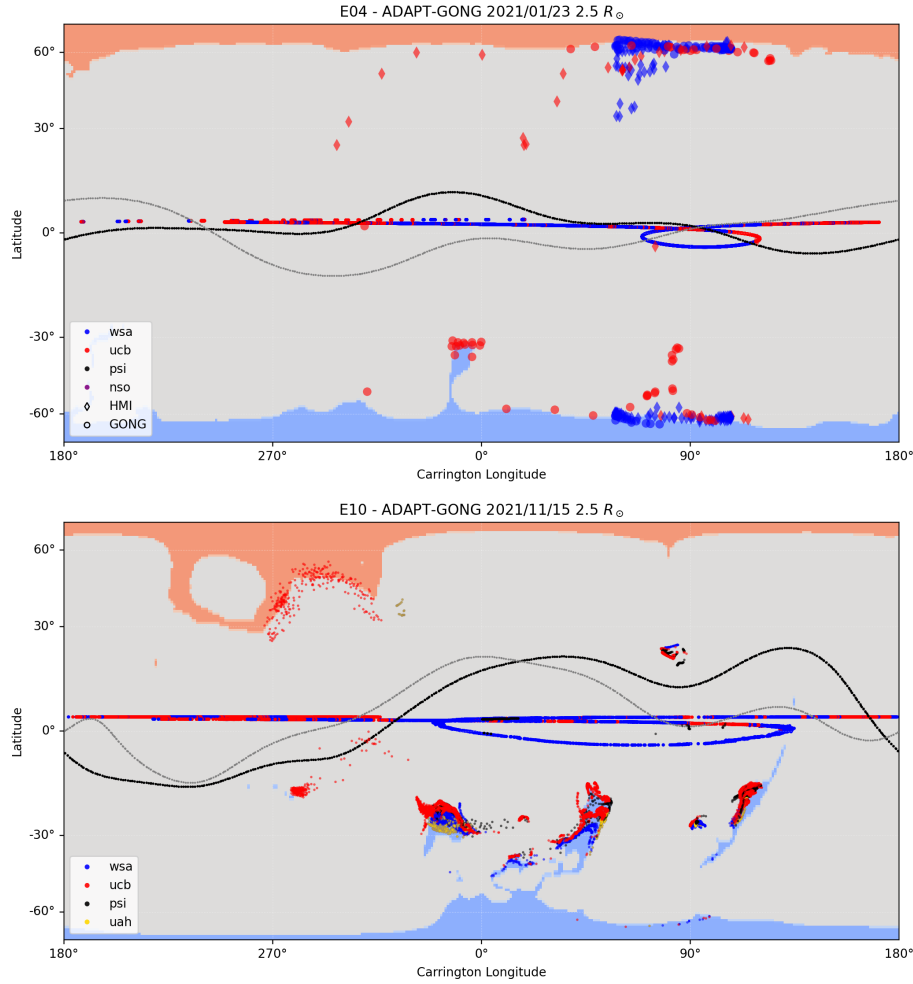 E04 - ADAPT-GONG 2021/01/23 2.5 R⊙
60°
30°
0°
-30°
-60°
Latitude
wsa
ucb
psi
nso
HMI
GONG
180°
270°
0°
90°
180°
Carrington Longitude
E10 - ADAPT-GONG 2021/11/15 2.5 R⊙
60°
30°
0°
-30°
-60°
Latitude
wsa
ucb
psi
uah
180°
270°
0°
90°
180°
Carrington Longitude